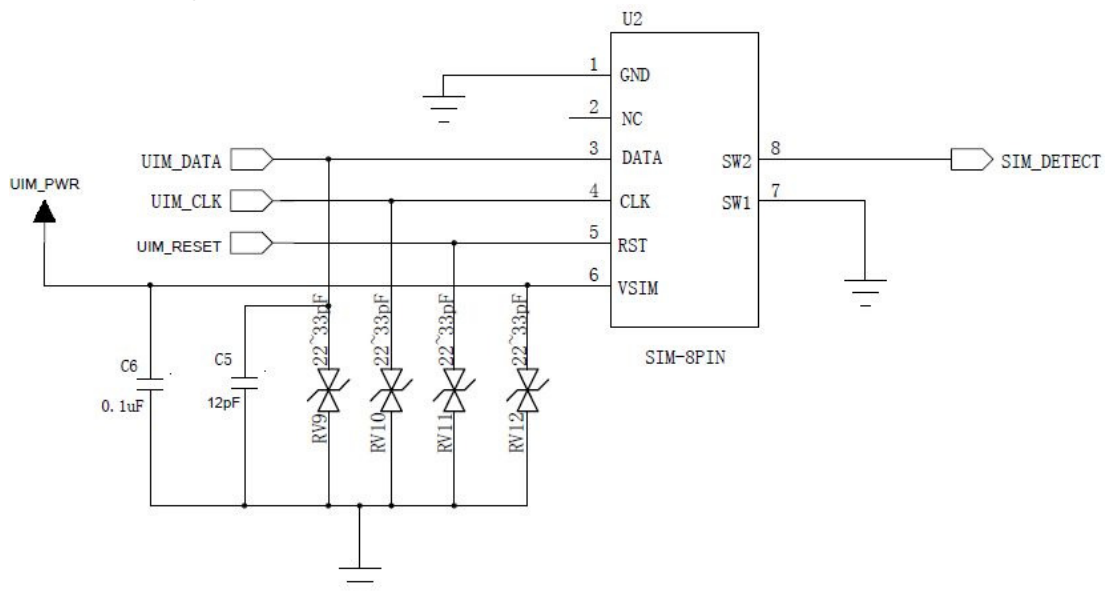 U2
1
GND
2
NC
UIM_DATA
3
DATA
SW2
8
SIM_DETECT
UIM_PWR
UIM_CLK
4
CLK
SW1
7
UIM_RESET
5
RST
6
VSIM
22~33pF
22~33pF
22~33pF
22~33pF
SIM-8PIN
C6
0.1uF
C5
12pF
RV9
RV10
RV11
RV12